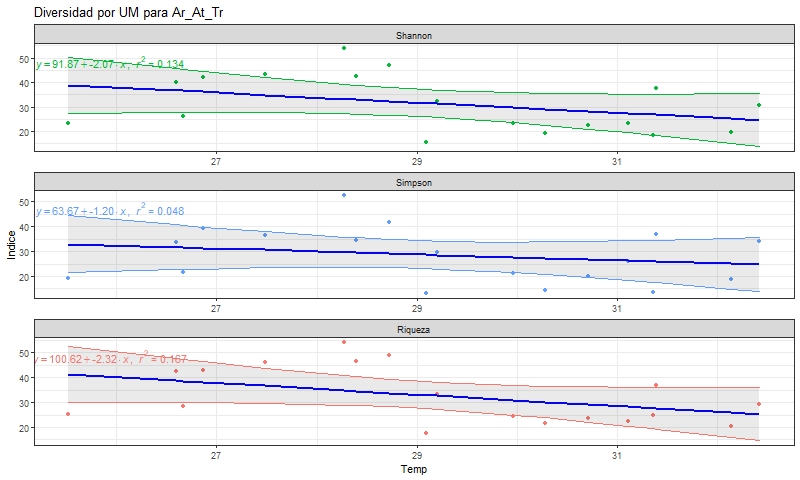 Diversidad por UM para Ar_At_Tr
Shannon
y = 91.87 + -2.07 · x, r² = 0.134
50
40
30
20
27 29 31
Simpson
y = 63.67 + -1.20 · x, r² = 0.048
50
40
30
20
27 29 31
Indice
Riqueza
y = 100.62 + -2.32 · x, r² = 0.167
50
40
30
20
27 29 31
Temp